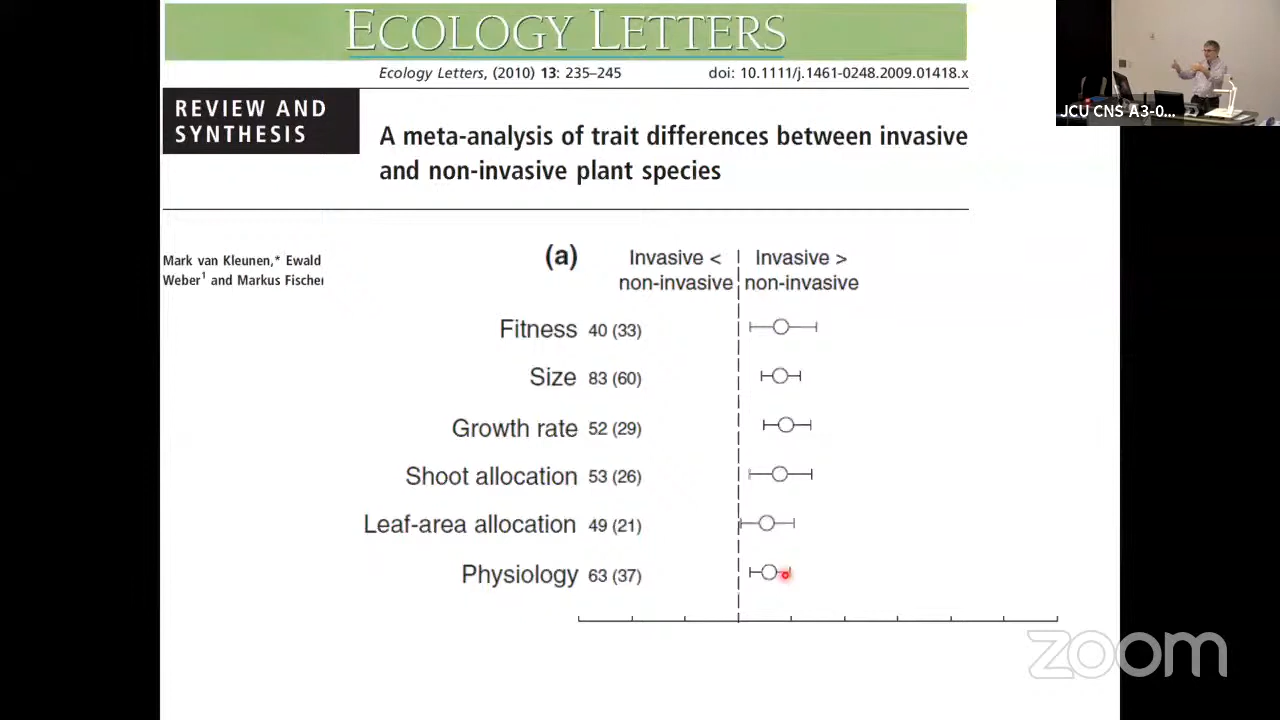 ECOLOGY LETTERS
Ecology Letters, (2010) 13: 235–245
doi: 10.1111/j.1461-0248.2009.01418.x
REVIEW AND
SYNTHESIS
A meta-analysis of trait differences between invasive
and non-invasive plant species
Mark van Kleunen,* Ewald
Weber1 and Markus Fischer
(a)
Invasive <
non-invasive
Invasive >
non-invasive
Fitness 40 (33)
Size 83 (60)
Growth rate 52 (29)
Shoot allocation 53 (26)
Leaf-area allocation 49 (21)
Physiology 63 (37)
JCU CNS A3-0...
zoom